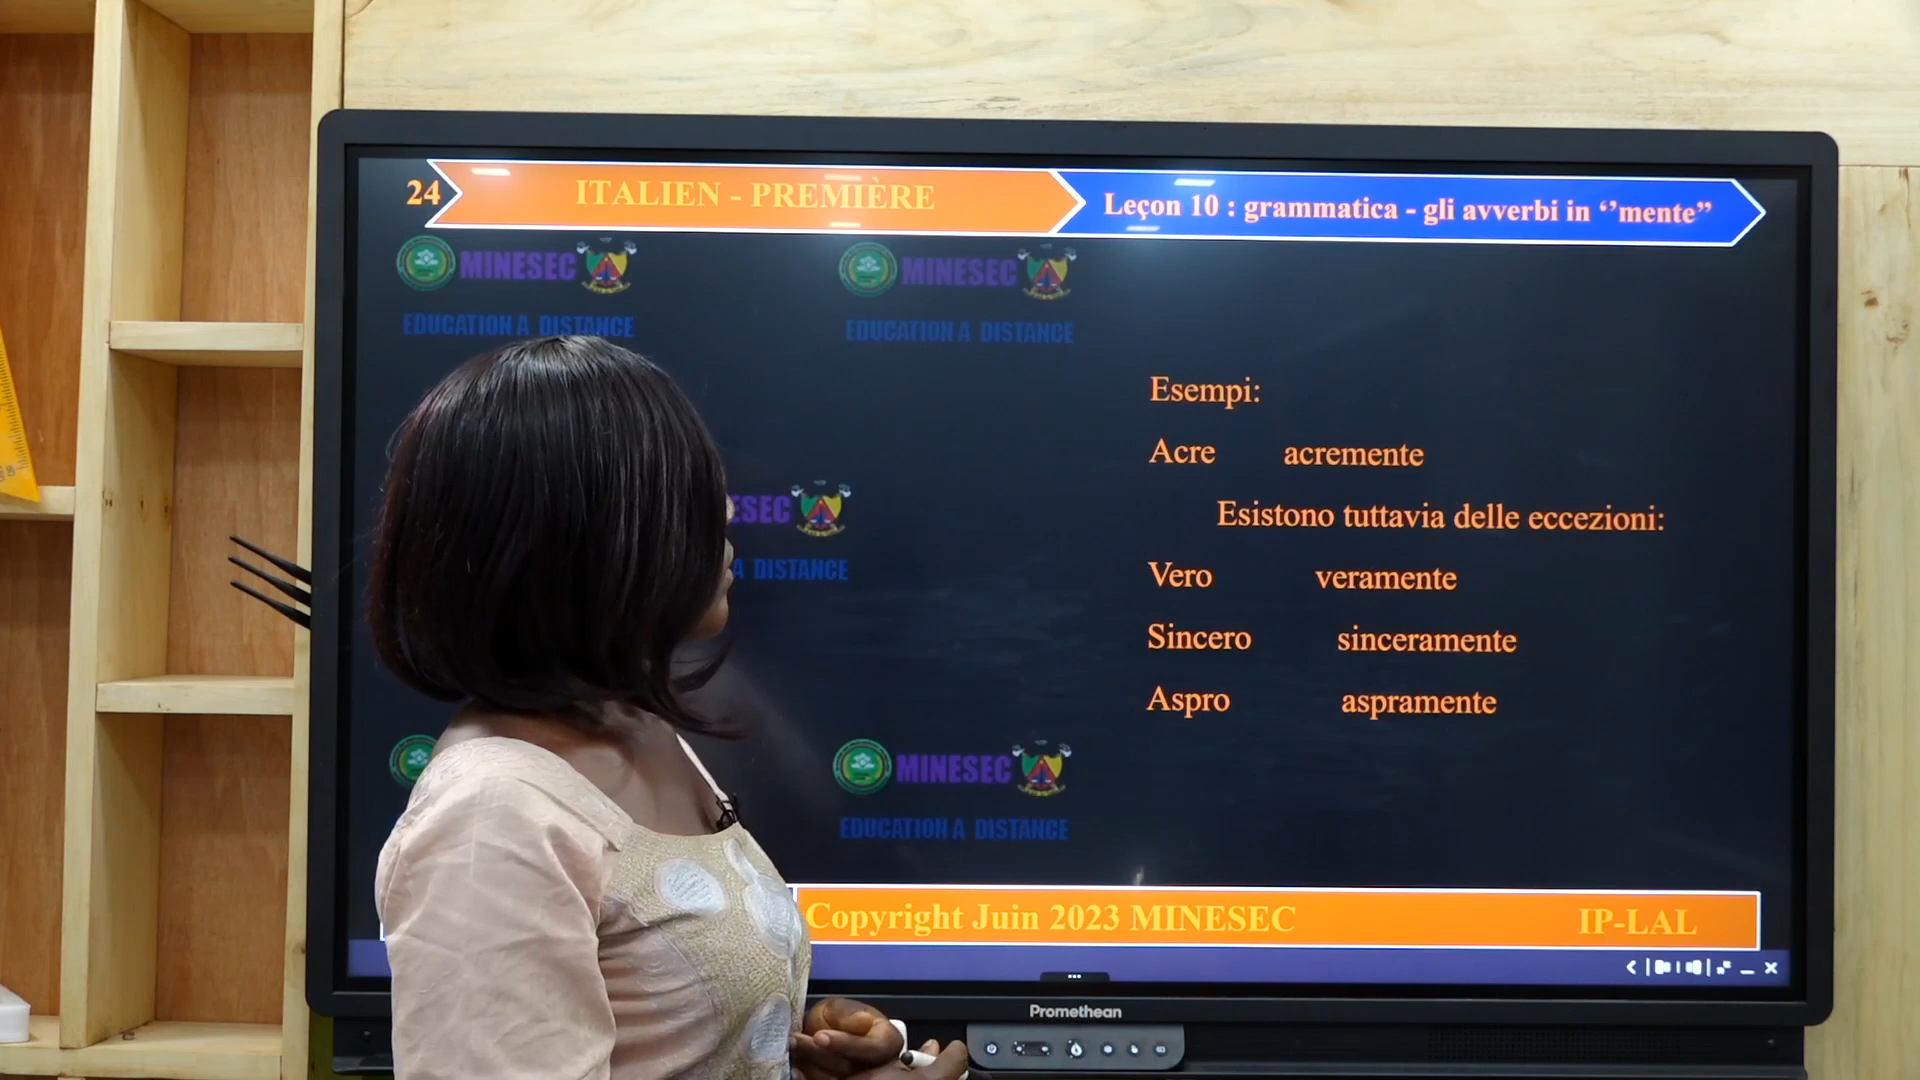 24
ITALIEN - PREMIÈRE
Leçon 10 : grammatica - gli avverbi in ‘’mente”
MINESEC
EDUCATION A DISTANCE
MINESEC
EDUCATION A DISTANCE
Esempi:
Acre acremente
Esistono tuttavia delle eccezioni:
ESEC
A DISTANCE
Vero veramente
Sincero sinceramente
Aspro aspramente
MINESEC
EDUCATION A DISTANCE
Copyright Juin 2023 MINESEC
IP-LAL
Promethean